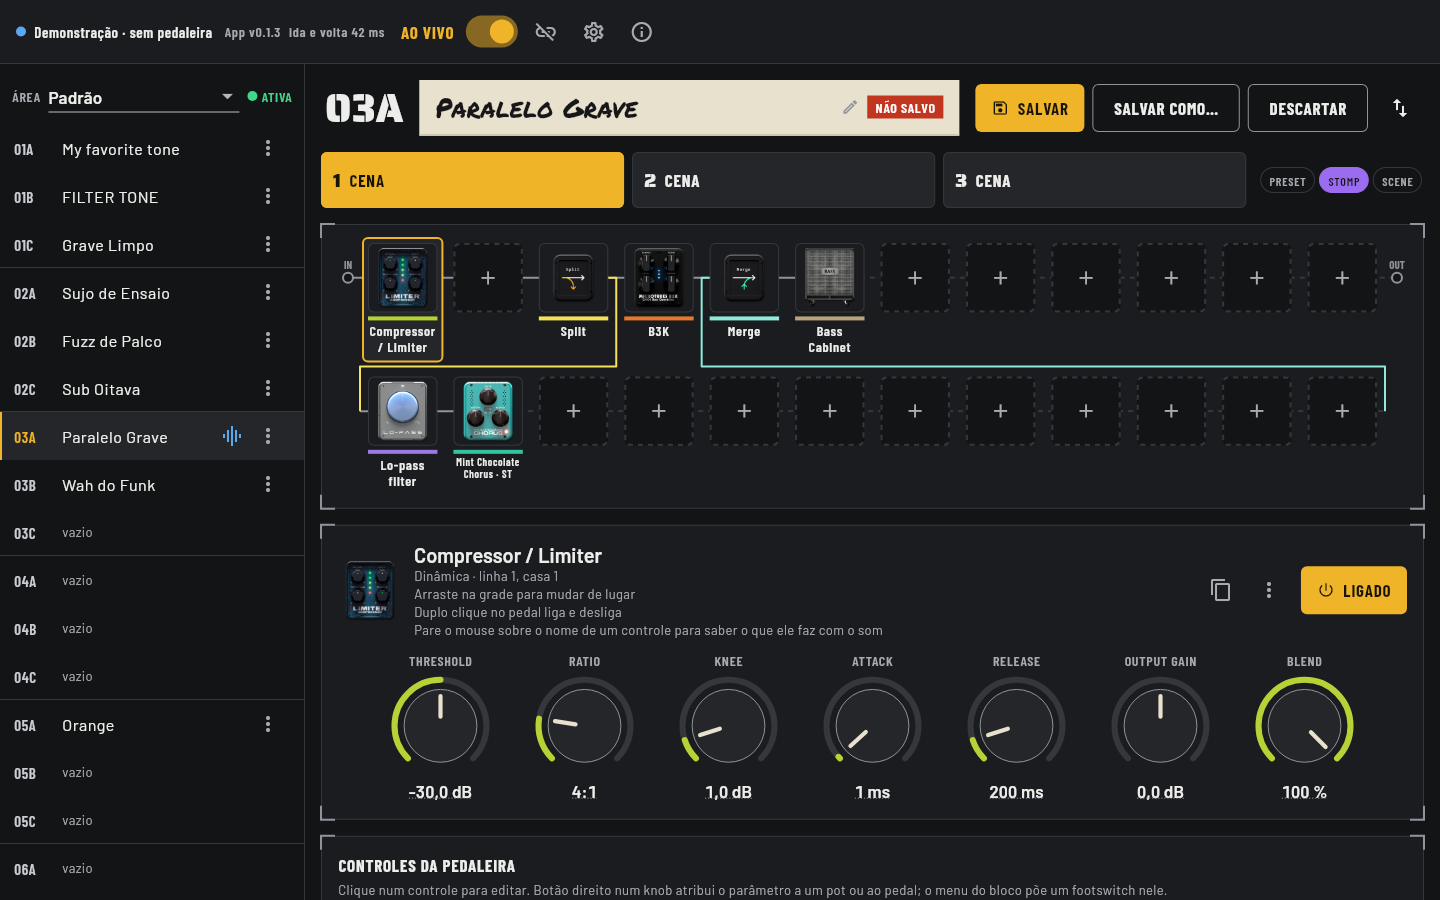 Demonstração · sem pedaleira App v0.1.3 Ida e volta 42 ms AO VIVO
ÁREA Padrão ATIVA
01A My favorite tone
01B FILTER TONE
01C Grave Limpo
02A Sujo de Ensaio
02B Fuzz de Palco
02C Sub Oitava
03A Paralelo Grave
03B Wah do Funk
03C vazio
04A vazio
04B vazio
04C vazio
05A Orange
05B vazio
05C vazio
06A vazio
03A Paralelo Grave NÃO SALVO SALVAR SALVAR COMO... DESCARTAR
1 CENA 2 CENA 3 CENA PRESET STOMP SCENE
IN OUT
LIMITER Split Merge BASS
Compressor / Limiter
Split
B3K
Merge
Bass Cabinet
LO-PASS CHORUS
Lo-pass filter
Mint Chocolate Chorus · ST
LIMITER
Compressor / Limiter
Dinâmica · linha 1, casa 1
Arraste na grade para mudar de lugar
Duplo clique no pedal liga e desliga
Pare o mouse sobre o nome de um controle para saber o que ele faz com o som
LIGADO
THRESHOLD RATIO KNEE ATTACK RELEASE OUTPUT GAIN BLEND
-30,0 dB 4:1 1,0 dB 1 ms 200 ms 0,0 dB 100 %
CONTROLES DA PEDALEIRA
Clique num controle para editar. Botão direito num knob atribui o parâmetro a um pot ou ao pedal; o menu do bloco põe um footswitch nele.